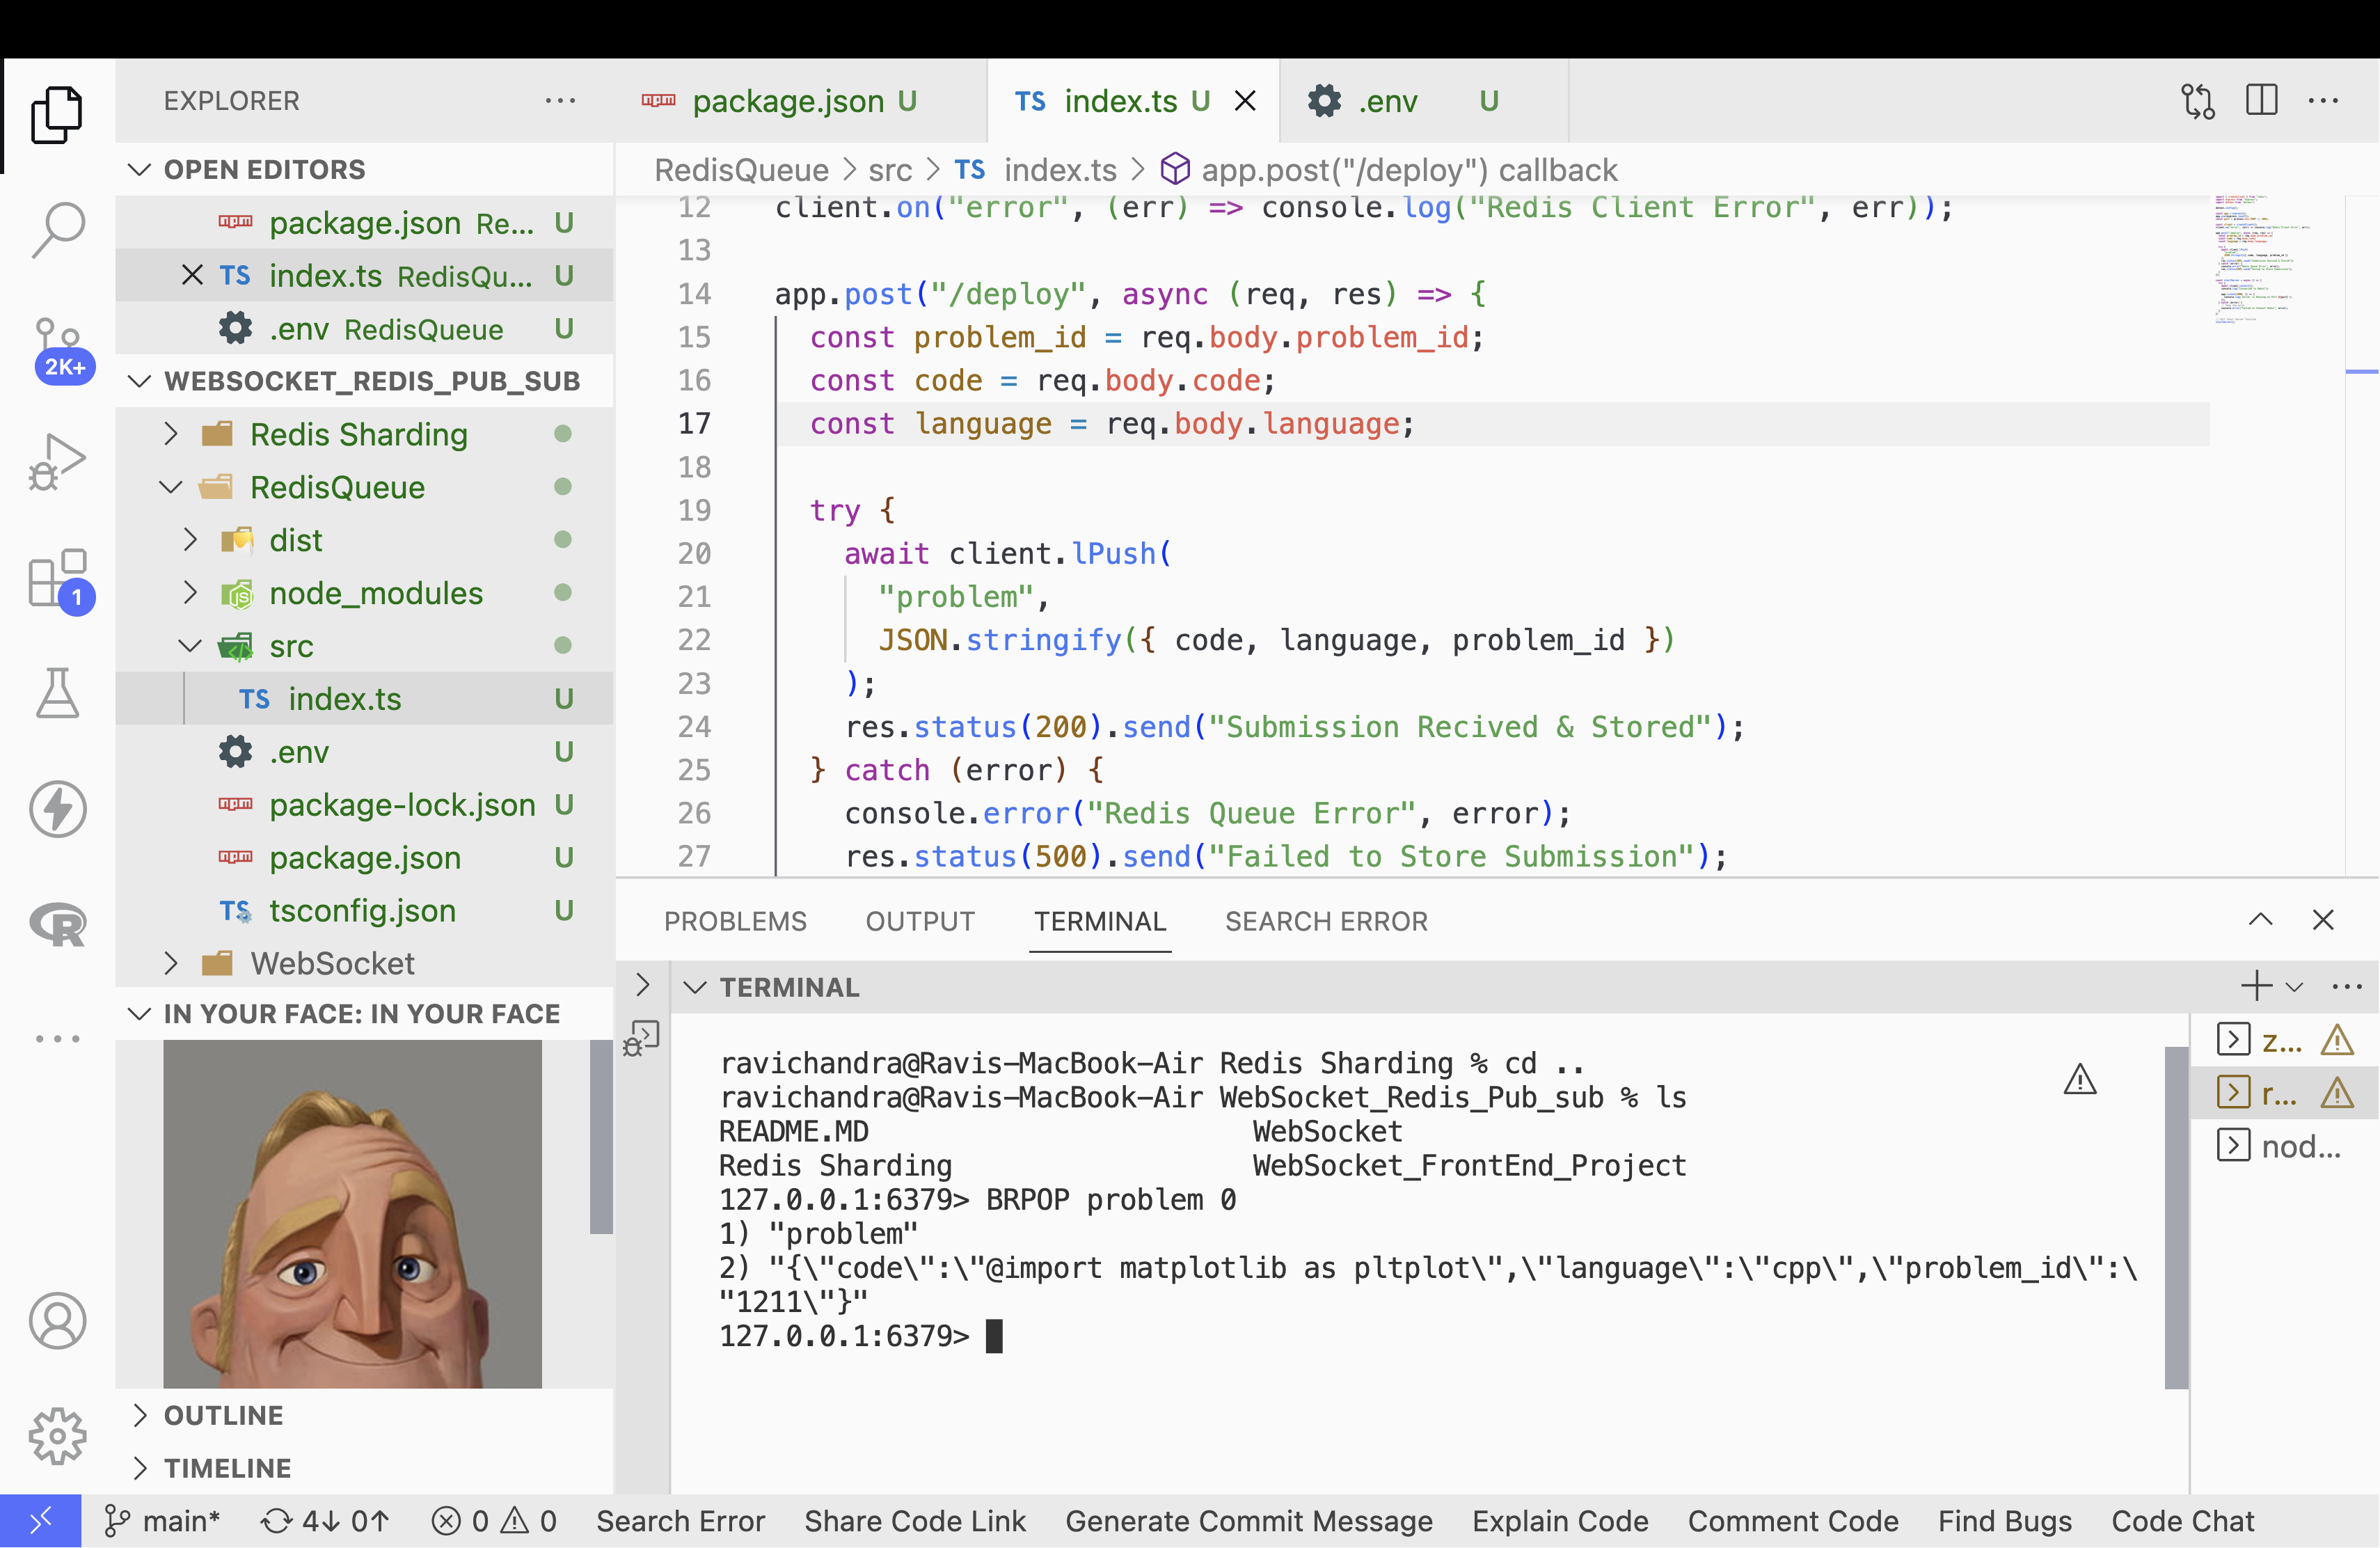 EXPLORER
package.json U
TS index.ts U
.env U
OPEN EDITORS
package.json Re... U
TS index.ts RedisQu... U
.env RedisQueue U
2K+
WEBSOCKET_REDIS_PUB_SUB
Redis Sharding
RedisQueue
dist
1
node_modules
JS
src
TS index.ts U
.env U
package-lock.json U
package.json U
TS tsconfig.json U
WebSocket
R
IN YOUR FACE: IN YOUR FACE
OUTLINE
TIMELINE
RedisQueue > src > TS index.ts > app.post("/deploy") callback
12 client.on("error", (err) => console.log("Redis Client Error", err));
13
14 app.post("/deploy", async (req, res) => {
15 const problem_id = req.body.problem_id;
16 const code = req.body.code;
17 const language = req.body.language;
18
19 try {
20 await client.lPush(
21 "problem",
22 JSON.stringify({ code, language, problem_id })
23 );
24 res.status(200).send("Submission Recived & Stored");
25 } catch (error) {
26 console.error("Redis Queue Error", error);
27 res.status(500).send("Failed to Store Submission");
PROBLEMS OUTPUT TERMINAL SEARCH ERROR
TERMINAL
ravichandra@Ravis-MacBook-Air Redis Sharding % cd ..
ravichandra@Ravis-MacBook-Air WebSocket_Redis_Pub_sub % ls
README.MD WebSocket
Redis Sharding WebSocket_FrontEnd_Project
127.0.0.1:6379> BRPOP problem 0
1) "problem"
2) "{\"code\":\"@import matplotlib as pltplot\",\"language\":\"cpp\",\"problem_id\":\
"1211\"}"
127.0.0.1:6379>
z...
r...
nod...
main* 4↓ 0↑ 0 0 Search Error Share Code Link Generate Commit Message Explain Code Comment Code Find Bugs Code Chat